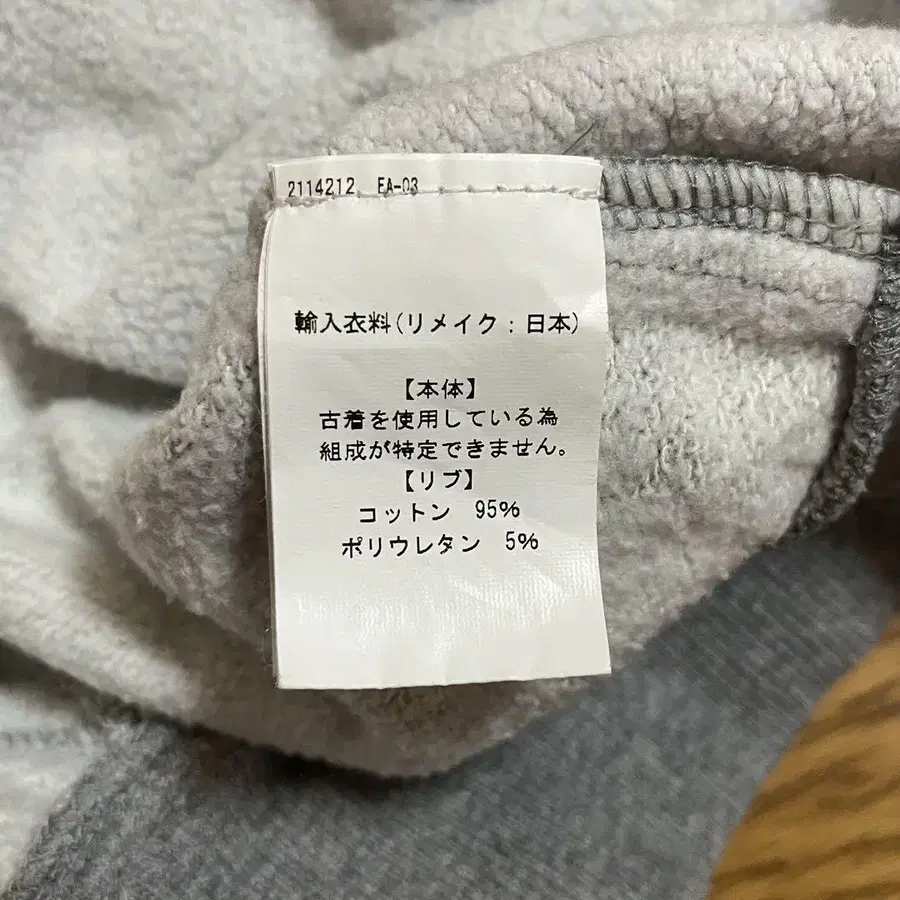 2114212 EA-03
輸入衣料(リメイク:日本)
【本体】
古着を使用している為
組成が特定できません。
【リブ】
コットン 95%
ポリウレタン 5%